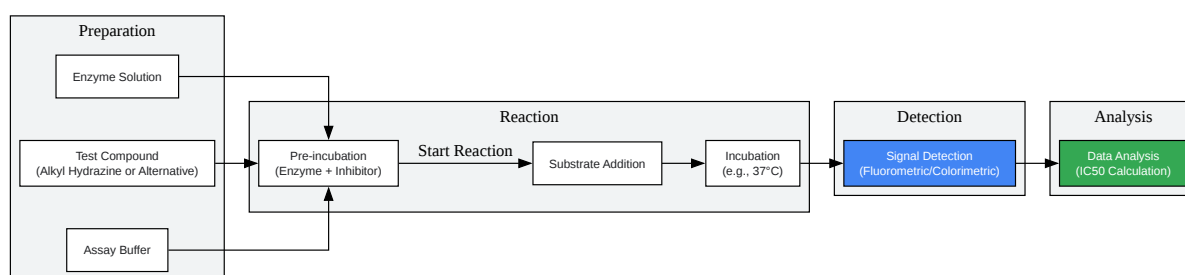 Preparation
Enzyme Solution
Test Compound
(Alkyl Hydrazine or Alternative)
Assay Buffer
Reaction
Pre-incubation
(Enzyme + Inhibitor)
Start Reaction
Substrate Addition
Incubation
(e.g., 37°C)
Detection
Signal Detection
(Fluorometric/Colorimetric)
Analysis
Data Analysis
(IC50 Calculation)